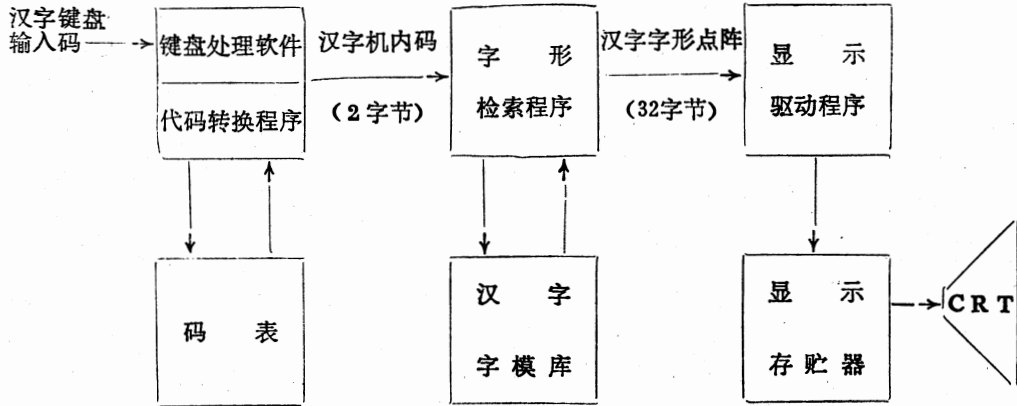 汉字键盘
输入码
键盘处理软件
代码转换程序
汉字机内码
(2字节)
字形
检索程序
汉字字形点阵
(32字节)
显示
驱动程序
码表
汉字
字模库
显示
存贮器
CRT